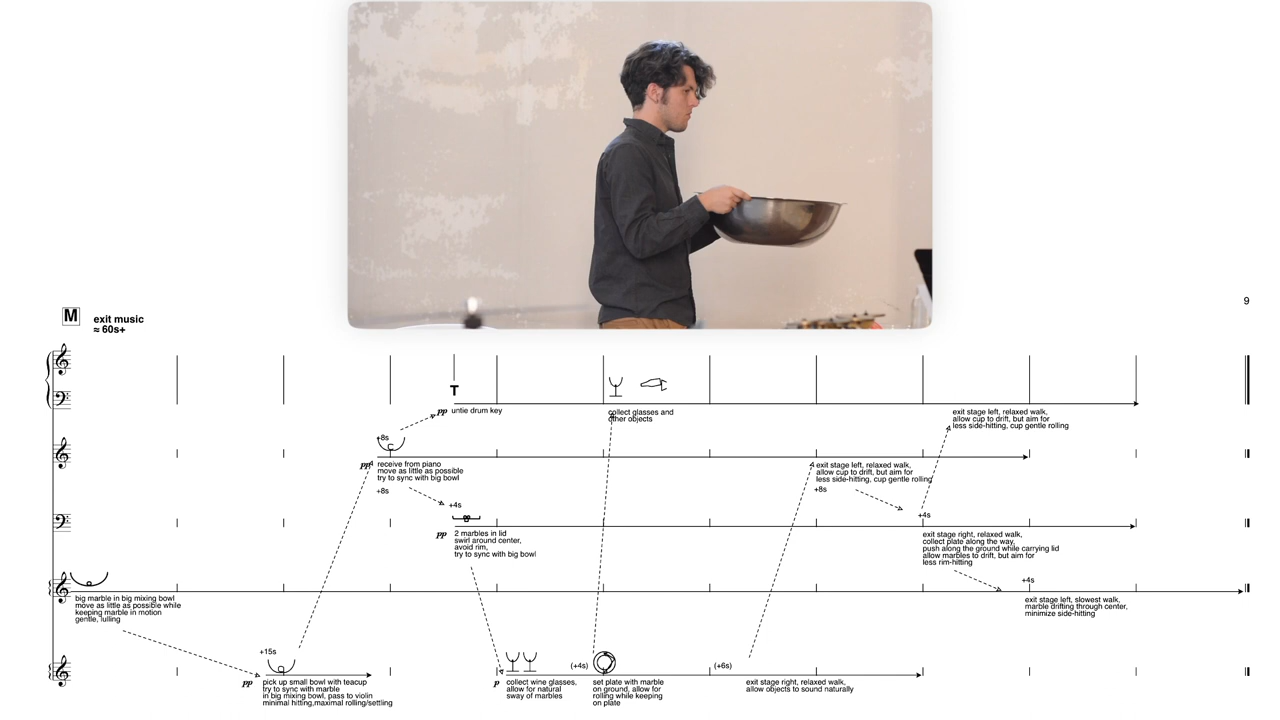 9
M
exit music
≈ 60s+
T
pp
untie drum key
collect glasses and
other objects
exit stage left, relaxed walk,
allow cup to drift, but aim for
less side-hitting, cup gentle rolling
+8s
pp
receive from piano
move as little as possible
try to sync with big bowl
exit stage left, relaxed walk,
allow cup to drift, but aim for
less side-hitting, cup gentle rolling
+8s
+8s
+4s
+4s
pp
2 marbles in lid
swirl around center,
avoid rim,
try to sync with big bowl
exit stage right, relaxed walk,
collect plate along the way,
push along the ground while carrying lid
allow marbles to drift, but aim for
less rim-hitting
+4s
big marble in big mixing bowl
move as little as possible while
keeping marble in motion
gentle, lulling
exit stage left, slowest walk,
marble drifting through center,
minimize side-hitting
+15s
(+4s)
(+6s)
pp
pick up small bowl with teacup
try to sync with marble
in big mixing bowl, pass to violin
minimal hitting,maximal rolling/settling
p
collect wine glasses,
allow for natural
sway of marbles
set plate with marble
on ground, allow for
rolling while keeping
on plate
exit stage right, relaxed walk,
allow objects to sound naturally